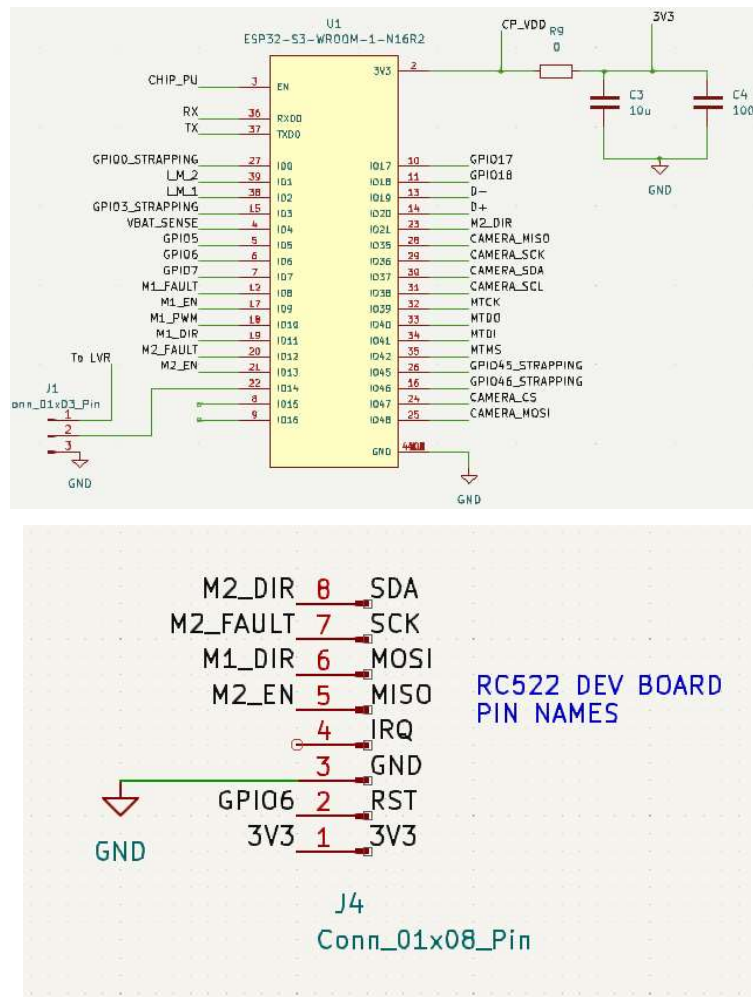 U1
ESP32-S3-WROOM-1-N16R2
CP_VDD
R9
0
3V3
CHIP_PU 3 EN
3V3 2
RX 36 RXD0
TX 37 TXD0
C3
10u
C4
100
GND
GPIO0_STRAPPING 27 IO0
LM_2 39 IO1
LM_1 38 IO2
GPIO3_STRAPPING 15 IO3
VBAT_SENSE 4 IO4
GPIO5 5 IO5
GPIO6 6 IO6
GPIO7 7 IO7
M1_FAULT 12 IO8
M1_EN 17 IO9
M1_PWM 18 IO10
M1_DIR 19 IO11
M2_FAULT 20 IO12
M2_EN 21 IO13
22 IO14
8 IO15
9 IO16
IO17 10 GPIO17
IO18 11 GPIO18
IO19 13 D-
IO20 14 D+
IO21 23 M2_DIR
IO35 28 CAMERA_MISO
IO36 29 CAMERA_SCK
IO37 30 CAMERA_SDA
IO38 31 CAMERA_SCL
IO39 32 MTCK
IO40 33 MTDO
IO41 34 MTDI
IO42 35 MTMS
IO45 26 GPIO45_STRAPPING
IO46 16 GPIO46_STRAPPING
IO47 24 CAMERA_CS
IO48 25 CAMERA_MOSI
GND
GND
To LVR
J1
onn_01x03_Pin
1
2
3
GND
M2_DIR 8 SDA
M2_FAULT 7 SCK
M1_DIR 6 MOSI
M2_EN 5 MISO
4 IRQ
3 GND
GPIO6 2 RST
3V3 1 3V3
GND
RC522 DEV BOARD
PIN NAMES
J4
Conn_01x08_Pin